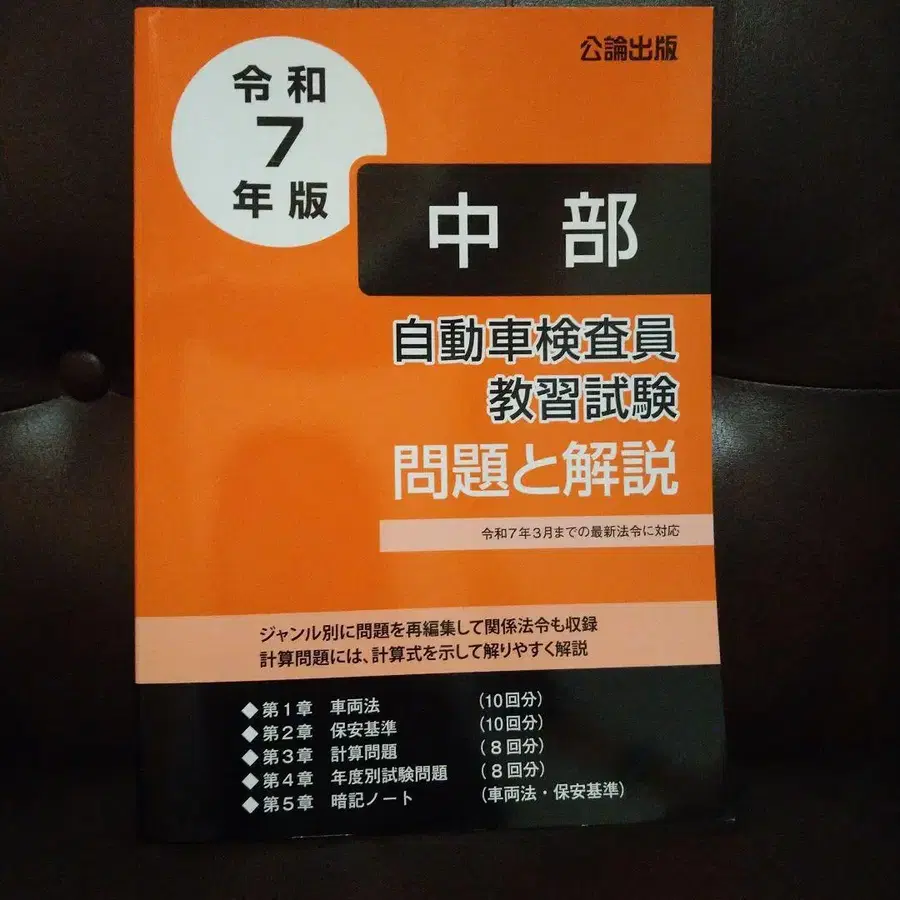 公論出版
令和
7
年版
中部
自動車検査員
教習試験
問題と解説
令和7年3月までの最新法令に対応
ジャンル別に問題を再編集して関係法令も収録
計算問題には、計算式を示して解りやすく解説
◆第1章 車両法 (10回分)
◆第2章 保安基準 (10回分)
◆第3章 計算問題 (8回分)
◆第4章 年度別試験問題 (8回分)
◆第5章 暗記ノート (車両法・保安基準)